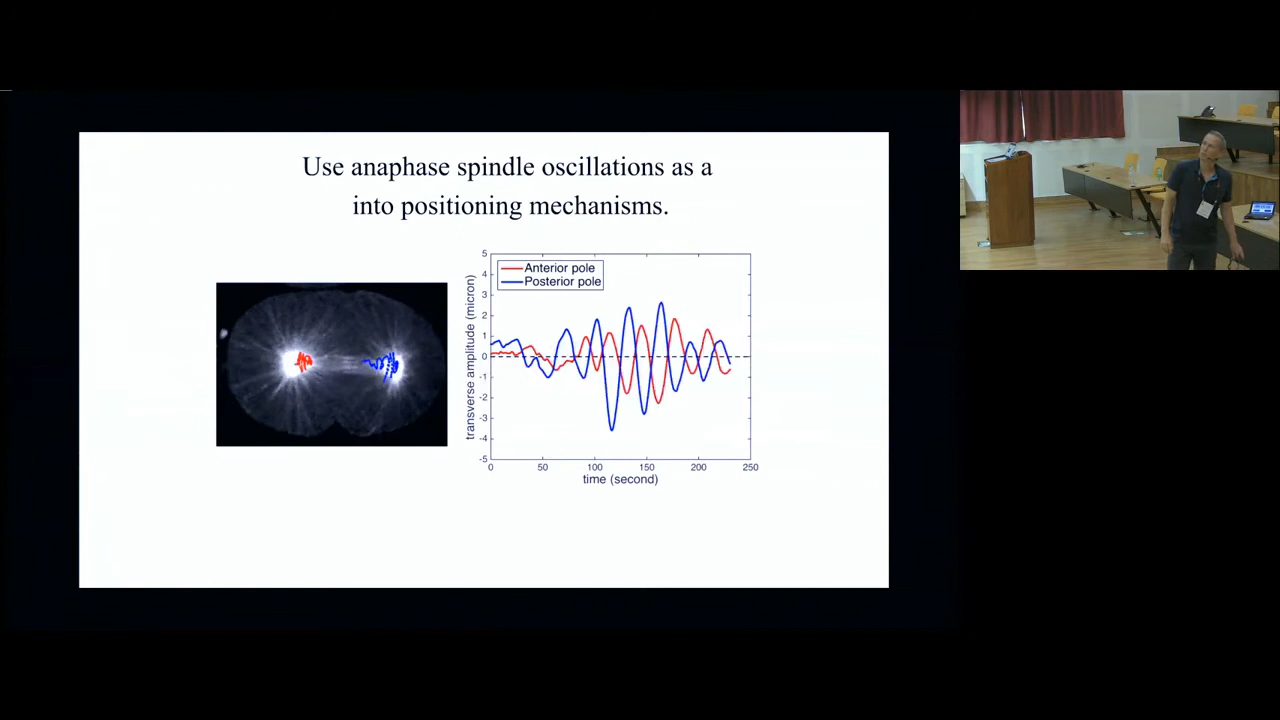 Use anaphase spindle oscillations as a
into positioning mechanisms.
5
4
3
2
1
0
-1
-2
-3
-4
-5
transverse amplitude (micron)
Anterior pole
Posterior pole
0 50 100 150 200 250
time (second)